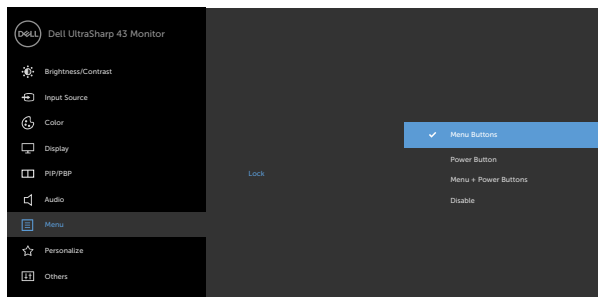 DELL Dell UltraSharp 43 Monitor
Brightness/Contrast
Input Source
Color
Display
PIP/PBP
Audio
Menu
Personalize
Others
Lock
Menu Buttons
Power Button
Menu + Power Buttons
Disable